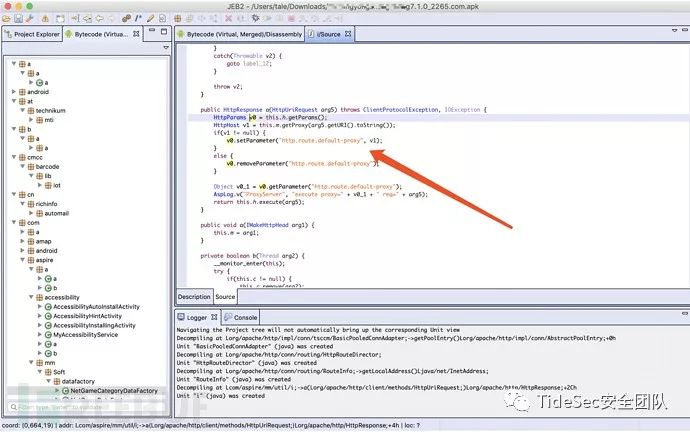 JEB2 - /Users/tale/Downloads/
g7.1.0_2265.com.apk
Project Explorer
Bytecode (Virtua...
a
a
a
android
at
technikum
mti
b
a
a
cmcc
barcode
lib
iot
cn
richinfo
automail
com
a
amap
android
aspire
a
b
accessibility
AccessibilityAutoInstallActivity
AccessibilityHintActivity
AccessibilityInstallingActivity
MyAccessibilityService
a
b
mm
Soft
datafactory
NetGameCategoryDataFactory
Bytecode (Virtual, Merged)/Disassembly
i/Source
}
catch(Throwable v2) {
goto label_12;
}
throw v2;
}
public HttpResponse a(HttpUriRequest arg5) throws ClientProtocolException, IOException {
HttpParams v0 = this.h.getParams();
HttpHost v1 = this.m.getProxy(arg5.getURI().toString());
if(v1 != null) {
v0.setParameter("http.route.default-proxy", v1);
}
else {
v0.removeParameter("http.route.default-proxy");
}
Object v0_1 = v0.getParameter("http.route.default-proxy");
AspLog.v("ProxyServer", "execute proxy=" + v0_1 + " req=" + arg5);
return this.h.execute(arg5);
}
public void a(IMakeHttpHead arg1) {
this.m = arg1;
}
private boolean b(Thread arg2) {
__monitor_enter(this);
try {
if(this.c != null) {
Description
Source
Logger
Console
Navigating the Project tree will not automatically bring up the corresponding Unit view
Decompiling at Lorg/apache/http/impl/conn/tsccm/BasicPooledConnAdapter;->getPoolEntry()Lorg/apache/http/impl/conn/AbstractPoolEntry;+0h
Unit "BasicPooledConnAdapter" (java) was created
Decompiling Lorg/apache/http/conn/routing/HttpRouteDirector;
Unit "HttpRouteDirector" (java) was created
Decompiling at Lorg/apache/http/conn/routing/RouteInfo;->getLocalAddress()Ljava/net/InetAddress;
Unit "RouteInfo" (java) was created
Decompiling at Lcom/aspire/mm/util/i;->a(Lorg/apache/http/client/methods/HttpUriRequest;)Lorg/apache/http/HttpResponse;+2Ch
Unit "i" (java) was created
TideSec安全团队
coord: (0,664,19) | addr: Lcom/aspire/mm/util/i;->a(Lorg/apache/http/client/methods/HttpUriRequest;)Lorg/apache/http/HttpResponse;+4h | loc: ?